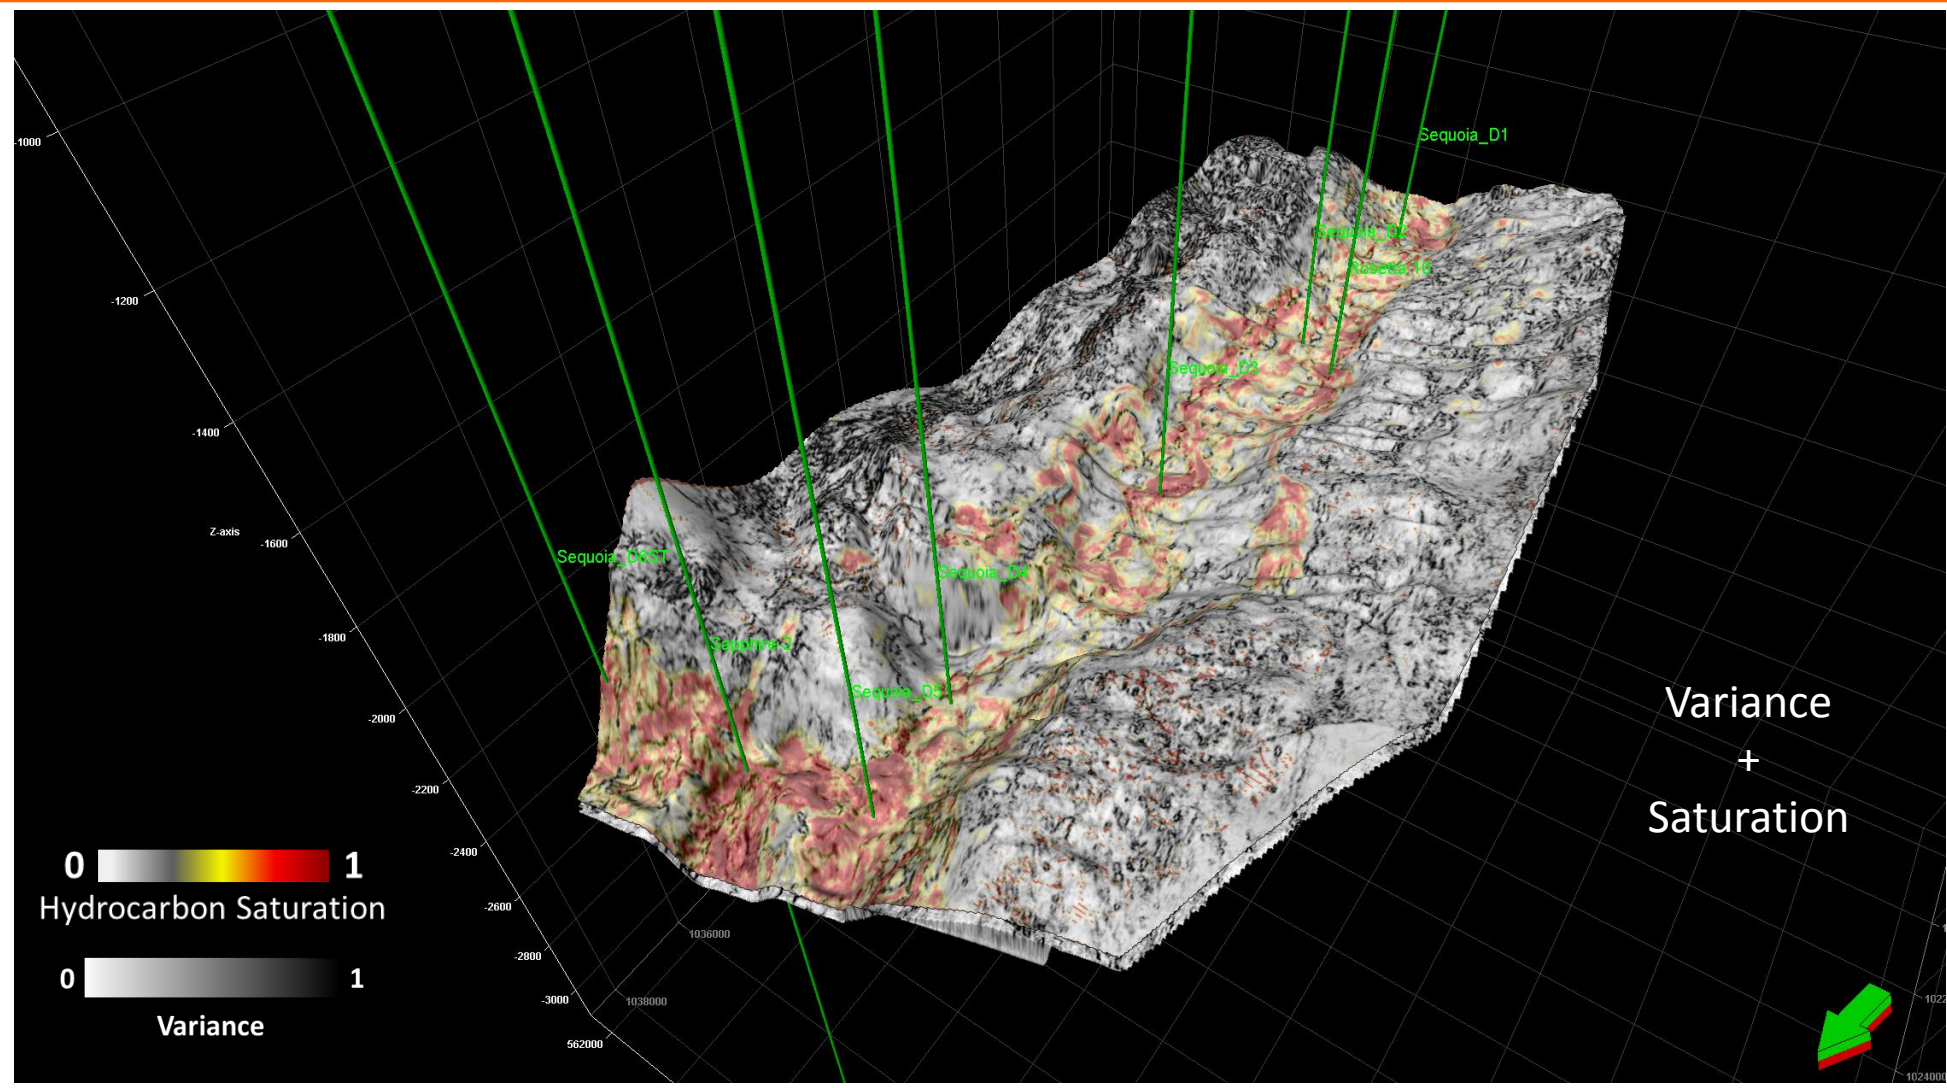 Sequoia_D1
-1000
Sequoia_D2
Rosetta 10
-1200
Sequoia_D3
-1400
Z-axis
-1600
Sequoia_D6ST
Sequoia_D4
-1800
Sapphire-2
Sequoia_D5
-2000
Variance
+
Saturation
-2200
-2400
0
1
Hydrocarbon Saturation
-2600
1036000
-2800
0
1
Variance
-3000
1038000
562000
1024000